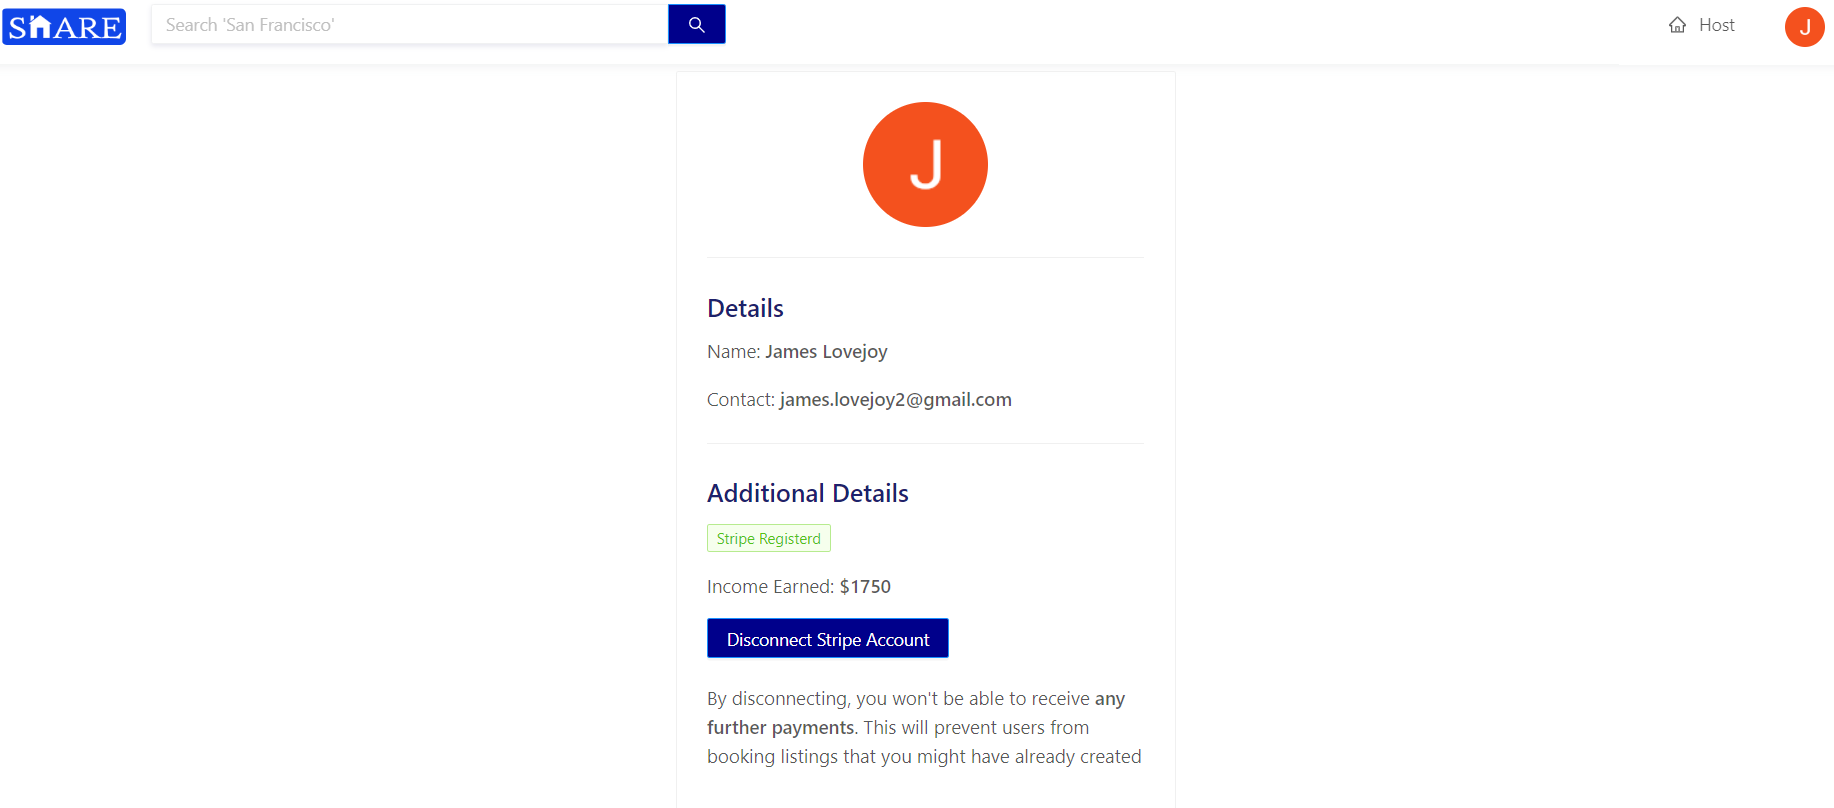 SHARE
Search 'San Francisco'
Host
J
J
Details
Name: James Lovejoy
Contact: james.lovejoy2@gmail.com
Additional Details
Stripe Registerd
Income Earned: $1750
Disconnect Stripe Account
By disconnecting, you won't be able to receive any
further payments. This will prevent users from
booking listings that you might have already created